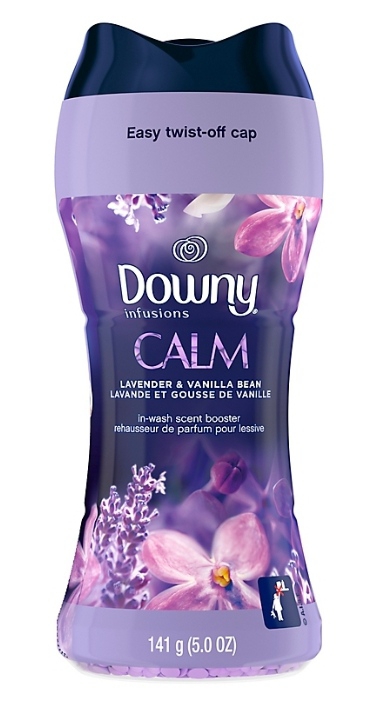 Easy twist-off cap
Downy
infusions
CALM
LAVENDER & VANILLA BEAN
LAVANDE ET GOUSSE DE VANILLE
in-wash scent booster
rehausseur de parfum pour lessive
141 g (5.0 OZ)